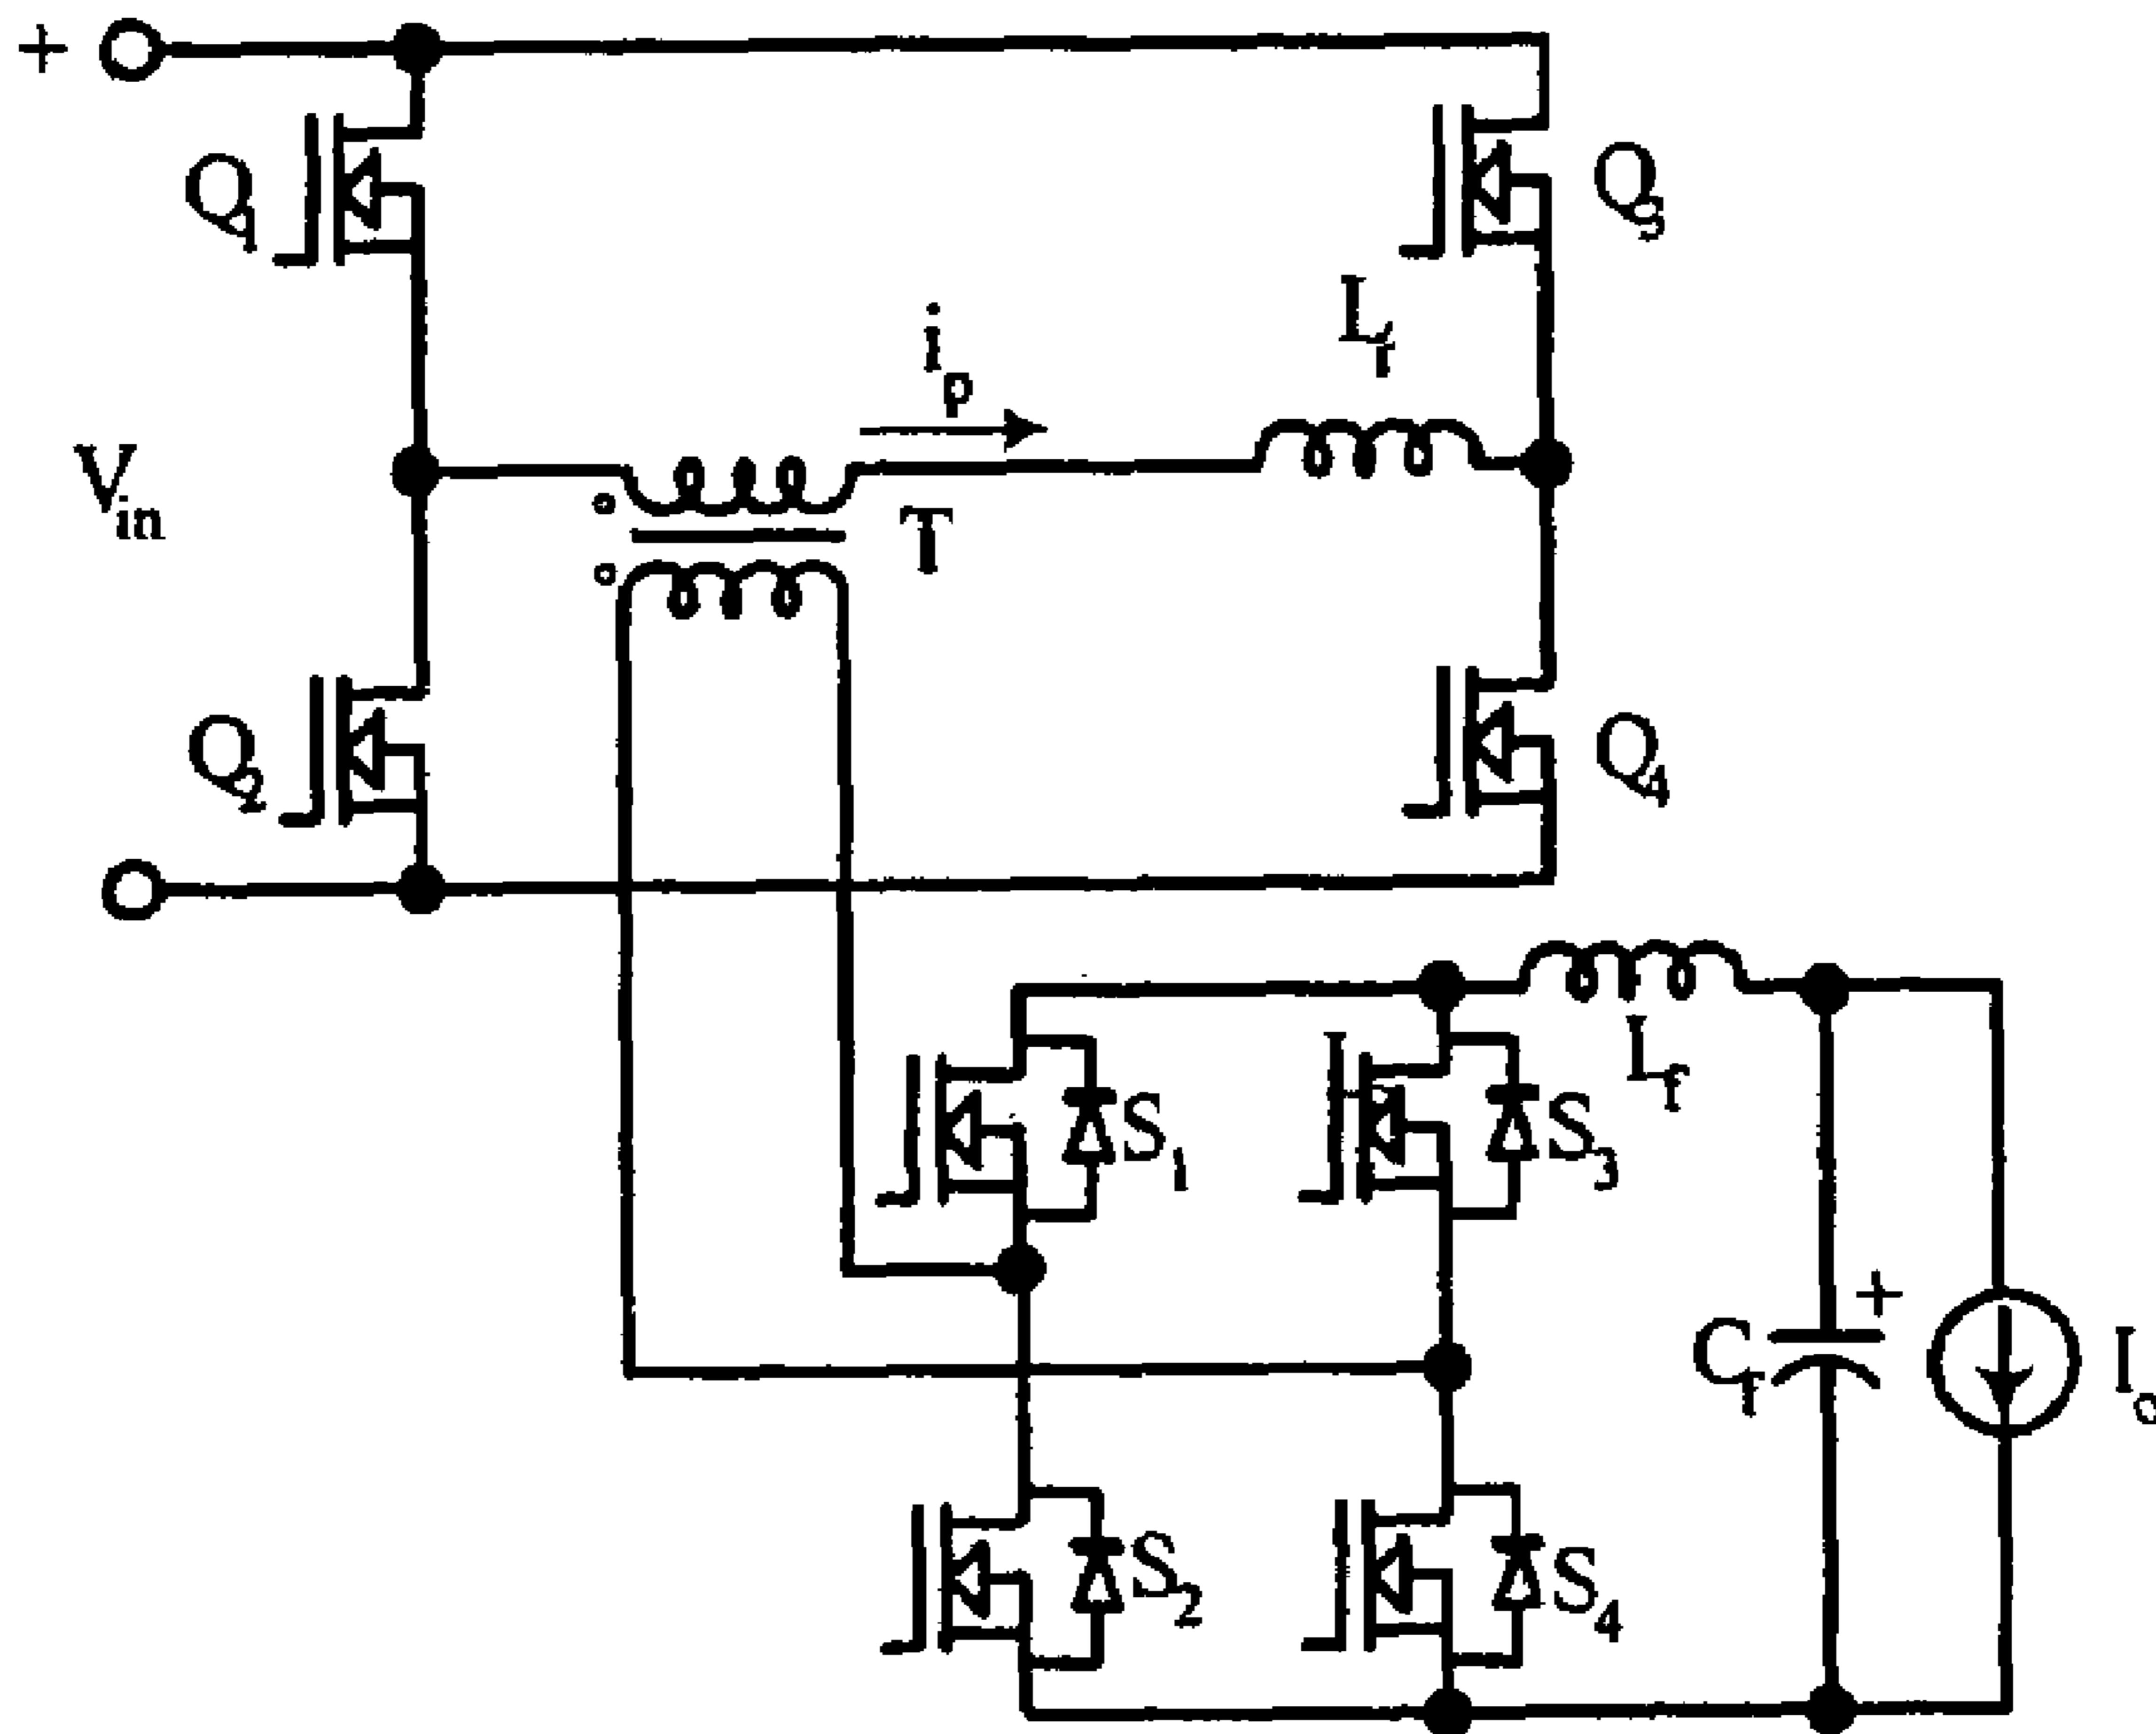 +
Q1
Q3
Lr
ip
Vin
T
Q2
Q4
Lf
S1
S3
+
Cf
Io
S2
S4